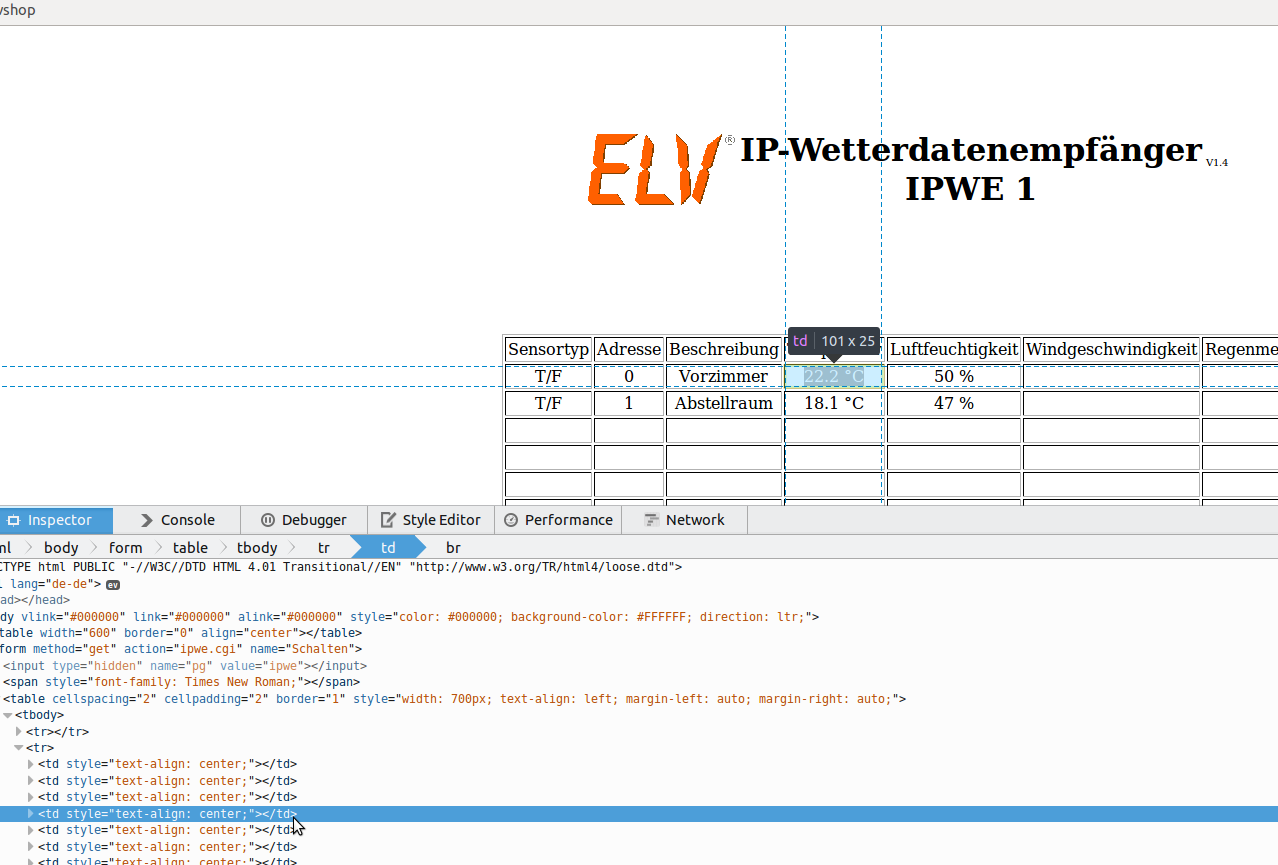 vshop
ELV® IP-Wetterdatenempfänger V1.4
IPWE 1
td 101 x 25
Sensortyp Adresse Beschreibung Luftfeuchtigkeit Windgeschwindigkeit Regenme
T/F 0 Vorzimmer 22.2 °C 50 %
T/F 1 Abstellraum 18.1 °C 47 %
Inspector Console Debugger Style Editor Performance Network
ml body form table tbody tr td br
CTYPE html PUBLIC "-//W3C//DTD HTML 4.01 Transitional//EN" "http://www.w3.org/TR/html4/loose.dtd">
lang="de-de"> ev
ad></head>
dy vlink="#000000" link="#000000" alink="#000000" style="color: #000000; background-color: #FFFFFF; direction: ltr;">
table width="600" border="0" align="center"></table>
form method="get" action="ipwe.cgi" name="Schalten">
<input type="hidden" name="pg" value="ipwe"></input>
<span style="font-family: Times New Roman;"></span>
<table cellspacing="2" cellpadding="2" border="1" style="width: 700px; text-align: left; margin-left: auto; margin-right: auto;">
<tbody>
<tr></tr>
<tr>
<td style="text-align: center;"></td>
<td style="text-align: center;"></td>
<td style="text-align: center;"></td>
<td style="text-align: center;"></td>
<td style="text-align: center;"></td>
<td style="text-align: center;"></td>
<td style="text-align: center;"></td>